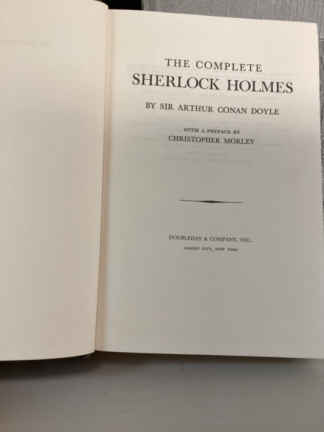 THE COMPLETE
SHERLOCK HOLMES
BY SIR ARTHUR CONAN DOYLE
WITH A PREFACE BY
CHRISTOPHER MORLEY
DOUBLEDAY & COMPANY, INC.
GARDEN CITY, NEW YORK